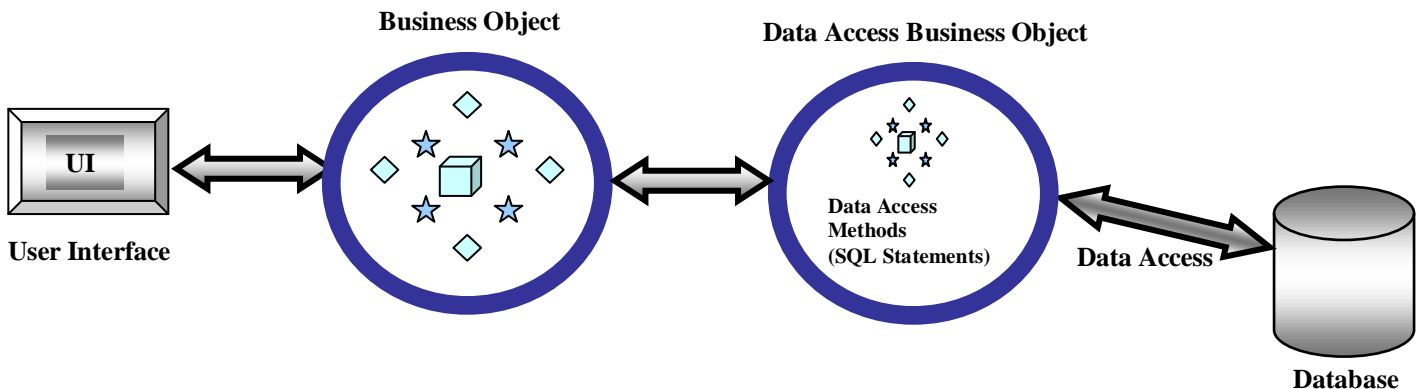 Business Object
Data Access Business Object
UI
User Interface
Data Access
Methods
(SQL Statements)
Data Access
Database